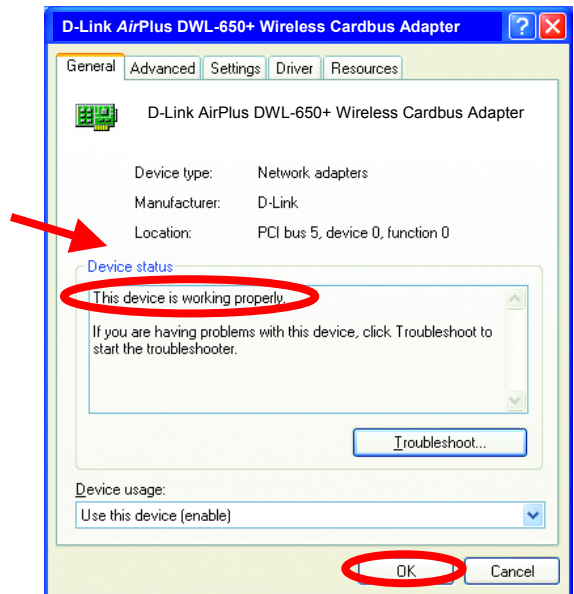 D-Link AirPlus DWL-650+ Wireless Cardbus Adapter
General Advanced Settings Driver Resources
D-Link AirPlus DWL-650+ Wireless Cardbus Adapter
Device type: Network adapters
Manufacturer: D-Link
Location: PCI bus 5, device 0, function 0
Device status
This device is working properly.
If you are having problems with this device, click Troubleshoot to
start the troubleshooter.
Troubleshoot...
Device usage:
Use this device (enable)
OK Cancel